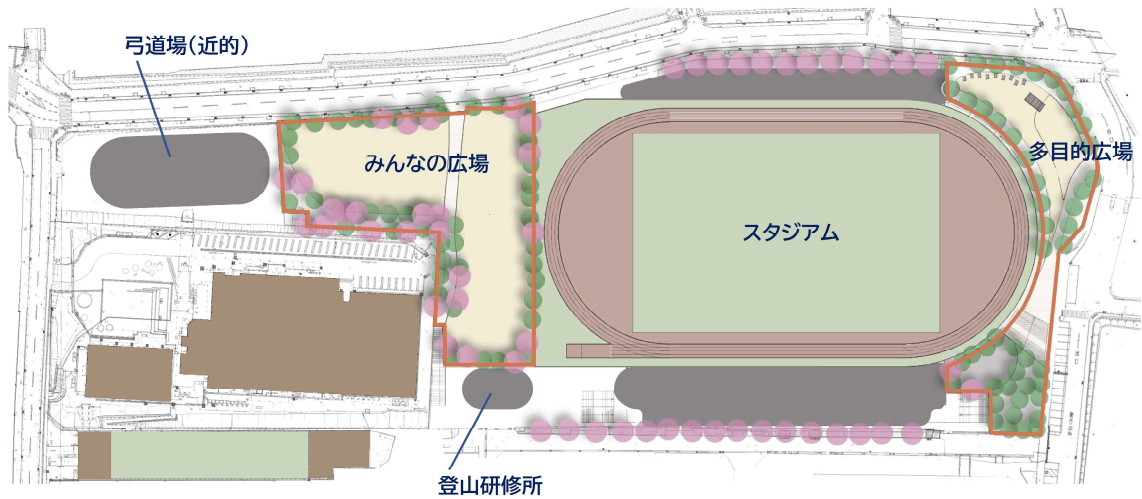 弓道場（近的）
みんなの広場
多目的広場
スタジアム
登山研修所